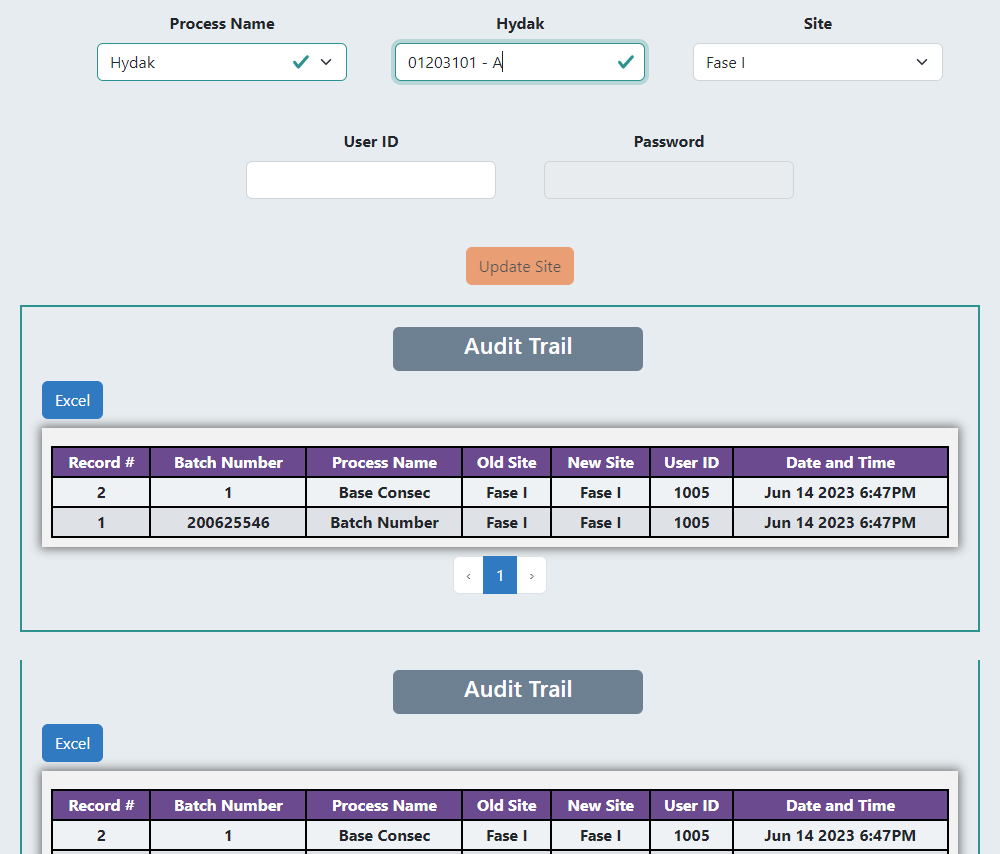 Process Name Hydak Site
Hydak 01203101 - A Fase I
User ID Password
Update Site
Audit Trail
Excel
Record # Batch Number Process Name Old Site New Site User ID Date and Time
2 1 Base Consec Fase I Fase I 1005 Jun 14 2023 6:47PM
1 200625546 Batch Number Fase I Fase I 1005 Jun 14 2023 6:47PM
‹ 1 ›
Audit Trail
Excel
Record # Batch Number Process Name Old Site New Site User ID Date and Time
2 1 Base Consec Fase I Fase I 1005 Jun 14 2023 6:47PM